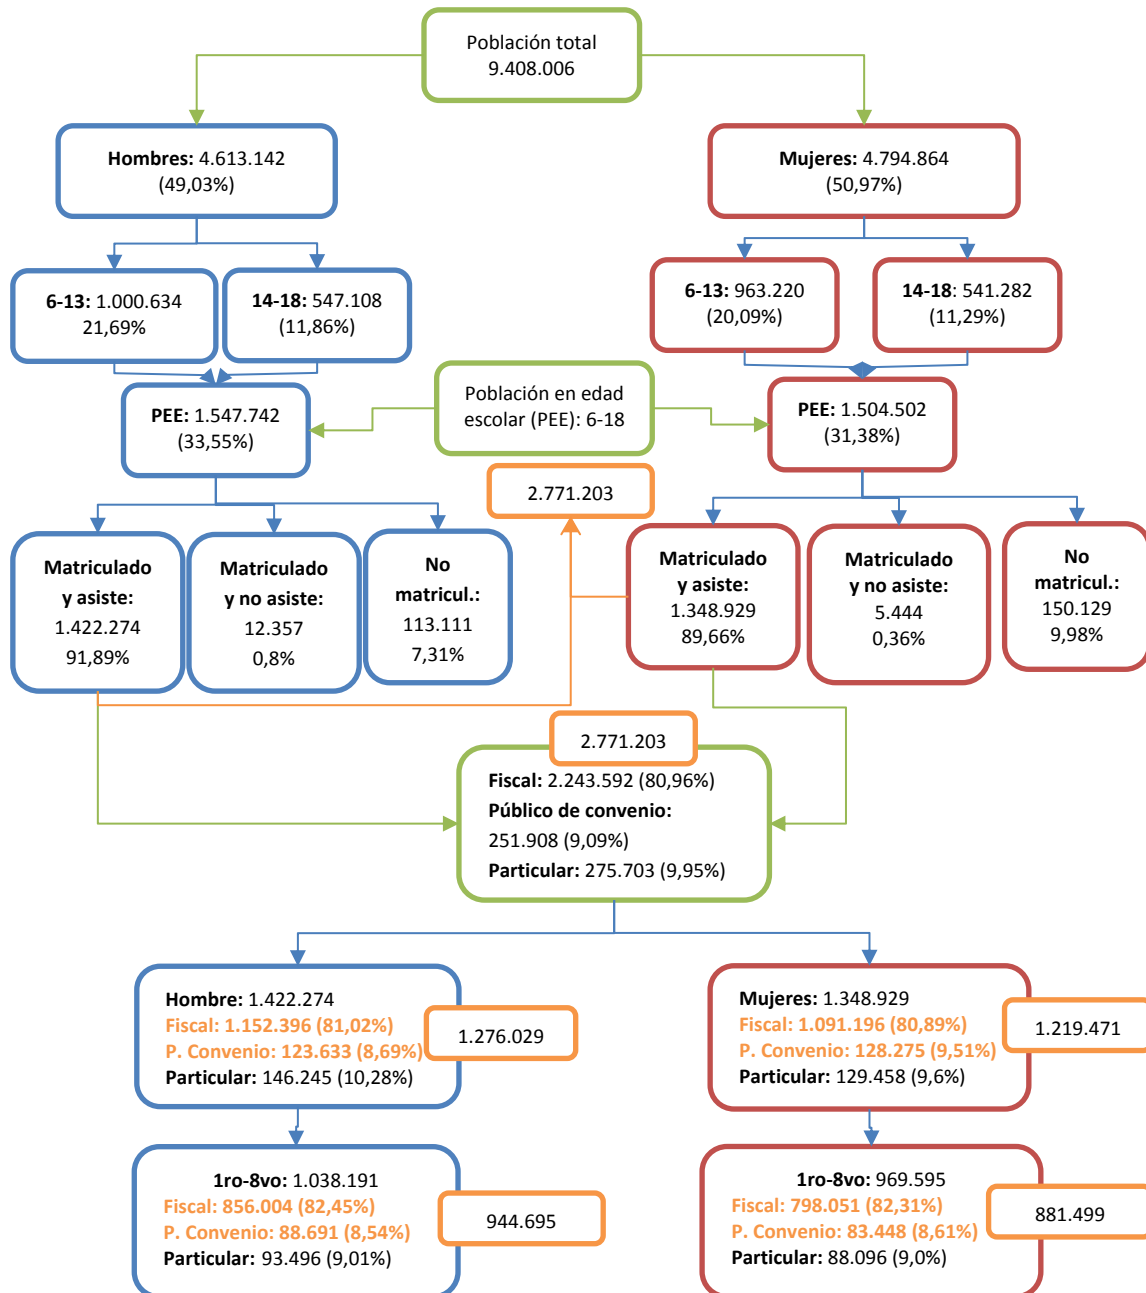 Población total
9.408.006
Hombres: 4.613.142
(49,03%)
Mujeres: 4.794.864
(50,97%)
6-13: 1.000.634
21,69%
14-18: 547.108
(11,86%)
6-13: 963.220
(20,09%)
14-18: 541.282
(11,29%)
PEE: 1.547.742
(33,55%)
Población en edad
escolar (PEE): 6-18
PEE: 1.504.502
(31,38%)
2.771.203
Matriculado
y asiste:
1.422.274
91,89%
Matriculado
y no asiste:
12.357
0,8%
No
matricul.:
113.111
7,31%
Matriculado
y asiste:
1.348.929
89,66%
Matriculado
y no asiste:
5.444
0,36%
No
matricul.:
150.129
9,98%
2.771.203
Fiscal: 2.243.592 (80,96%)
Público de convenio:
251.908 (9,09%)
Particular: 275.703 (9,95%)
Hombre: 1.422.274
Fiscal: 1.152.396 (81,02%)
P. Convenio: 123.633 (8,69%)
Particular: 146.245 (10,28%)
1.276.029
Mujeres: 1.348.929
Fiscal: 1.091.196 (80,89%)
P. Convenio: 128.275 (9,51%)
Particular: 129.458 (9,6%)
1.219.471
1ro-8vo: 1.038.191
Fiscal: 856.004 (82,45%)
P. Convenio: 88.691 (8,54%)
Particular: 93.496 (9,01%)
944.695
1ro-8vo: 969.595
Fiscal: 798.051 (82,31%)
P. Convenio: 83.448 (8,61%)
Particular: 88.096 (9,0%)
881.499